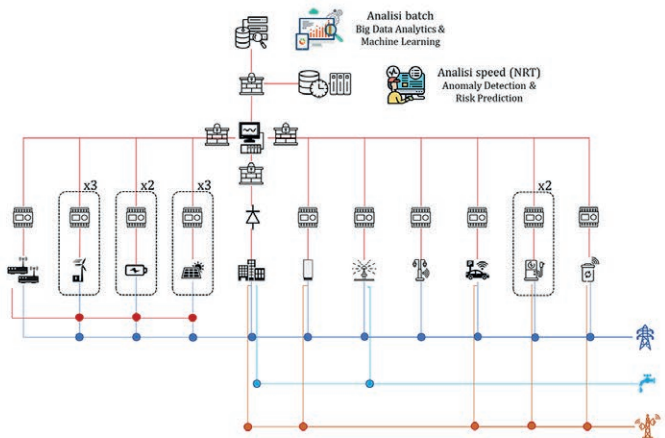 Analisi batch
Big Data Analytics &
Machine Learning
Analisi speed (NRT)
Anomaly Detection &
Risk Prediction
x3
x2
x3
x2